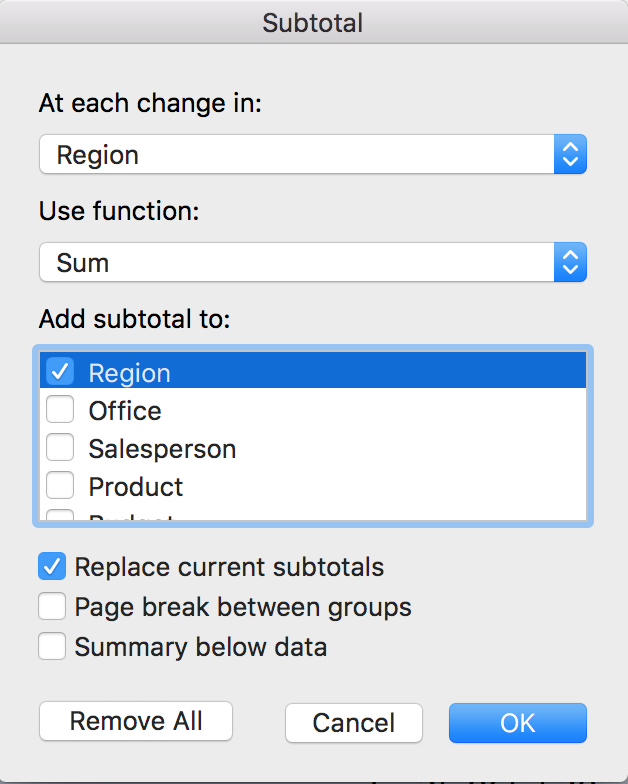 Subtotal
At each change in:
Region
Use function:
Sum
Add subtotal to:
Region
Office
Salesperson
Product
Replace current subtotals
Page break between groups
Summary below data
Remove All Cancel OK